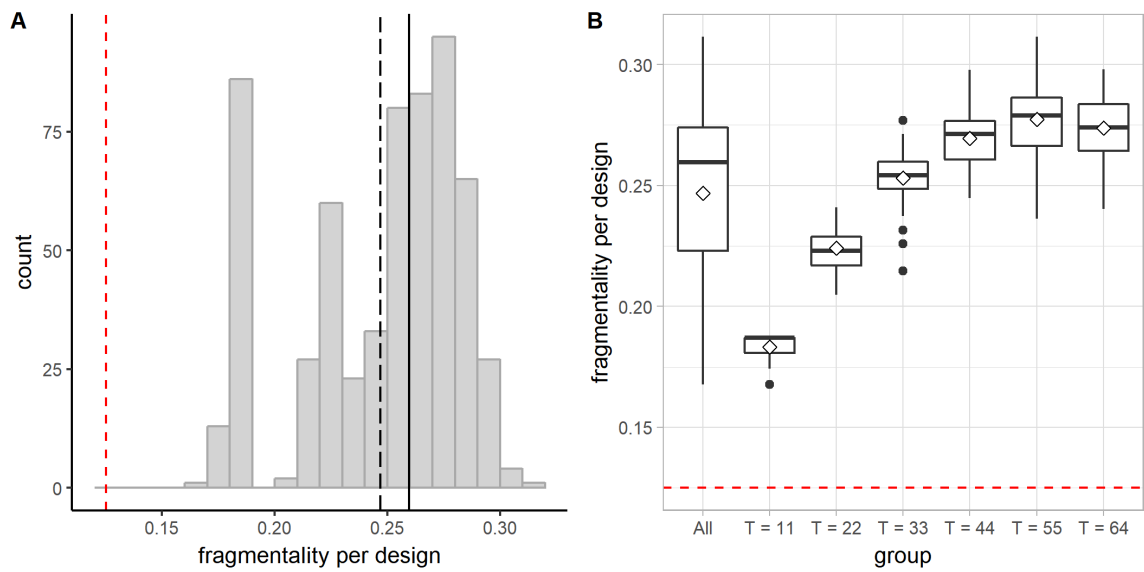 A
count
75
50
25
0
0.15 0.20 0.25 0.30
fragmentality per design
B
fragmentality per design
0.30
0.25
0.20
0.15
All T = 11 T = 22 T = 33 T = 44 T = 55 T = 64
group